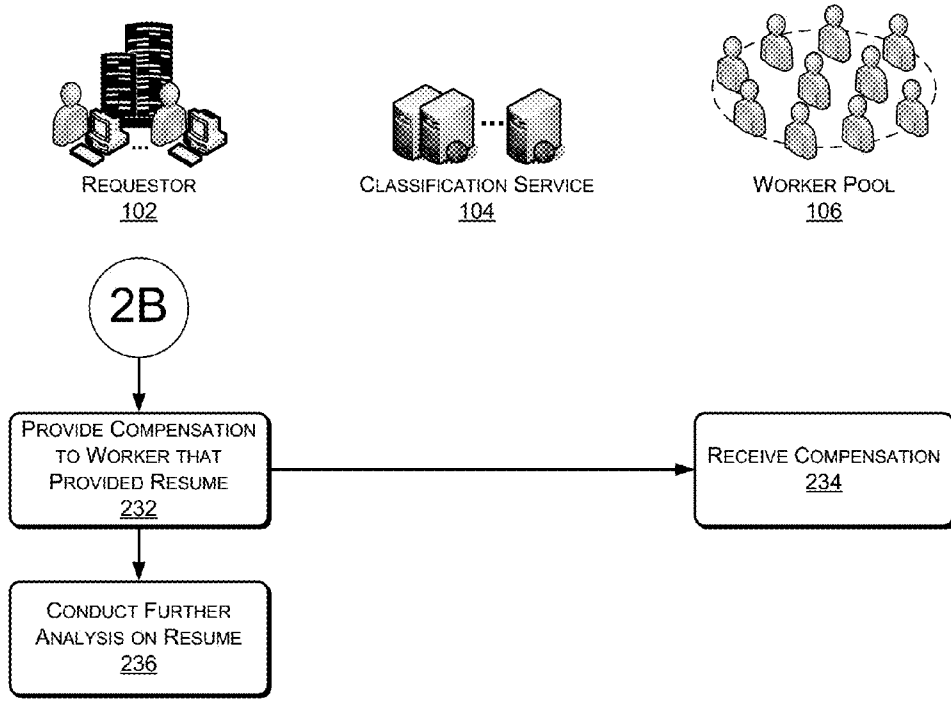 REQUESTOR
102
CLASSIFICATION SERVICE
104
WORKER POOL
106
2B
PROVIDE COMPENSATION
TO WORKER THAT
PROVIDED RESUME
232
RECEIVE COMPENSATION
234
CONDUCT FURTHER
ANALYSIS ON RESUME
236